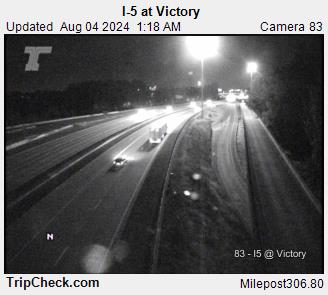 I-5 at Victory
Updated Aug 04 2024 1:18 AM Camera 83
T
N
83 - I5 @ Victory
TripCheck.com Milepost306.80